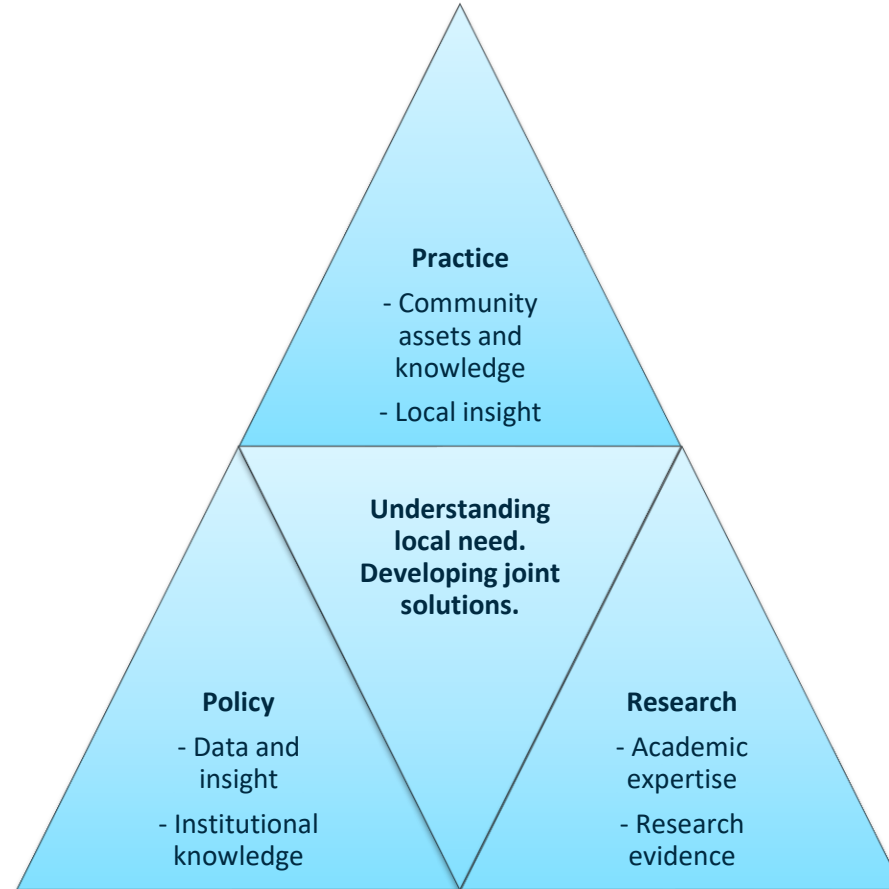 Practice
- Community
assets and
knowledge
- Local insight
Understanding
local need.
Developing joint
solutions.
Policy
- Data and
insight
- Institutional
knowledge
Research
- Academic
expertise
- Research
evidence